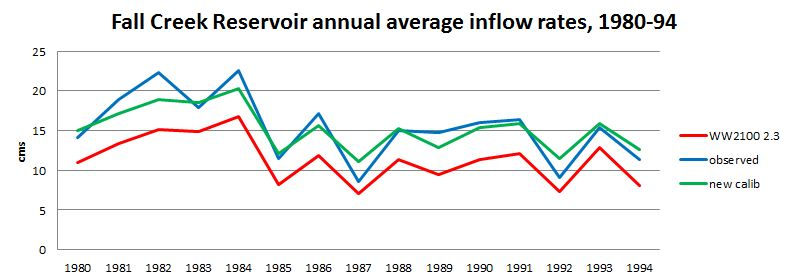 Fall Creek Reservoir annual average inflow rates, 1980-94
25
20
15
10
5
0
cms
1980 1981 1982 1983 1984 1985 1986 1987 1988 1989 1990 1991 1992 1993 1994
WW2100 2.3
observed
new calib